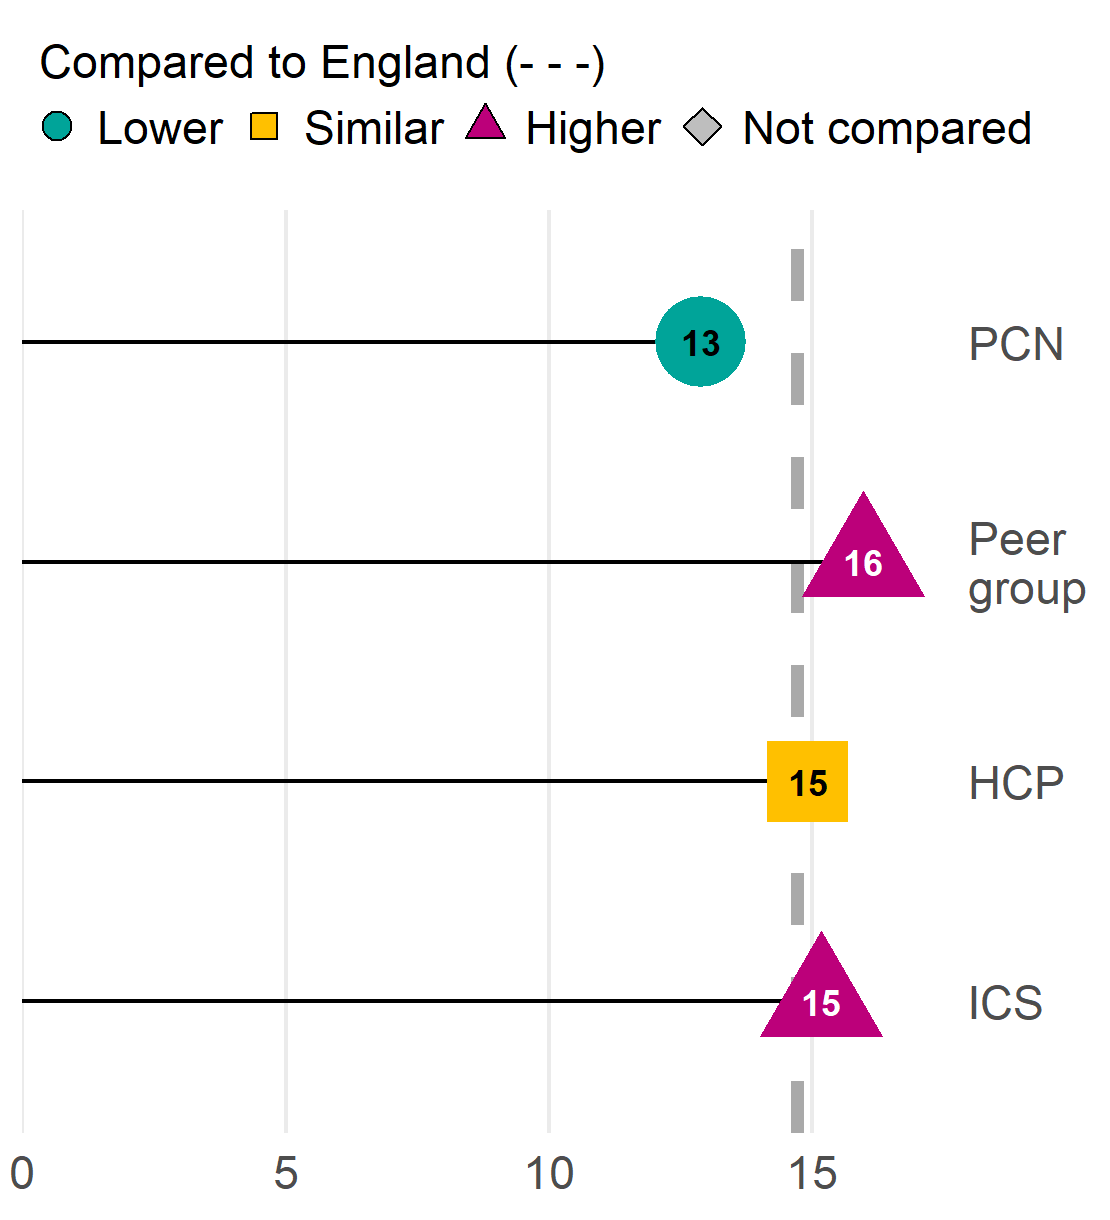 Compared to England (- - -)
Lower Similar Higher Not compared
13 PCN
16 Peer
group
15 HCP
15 ICS
0 5 10 15